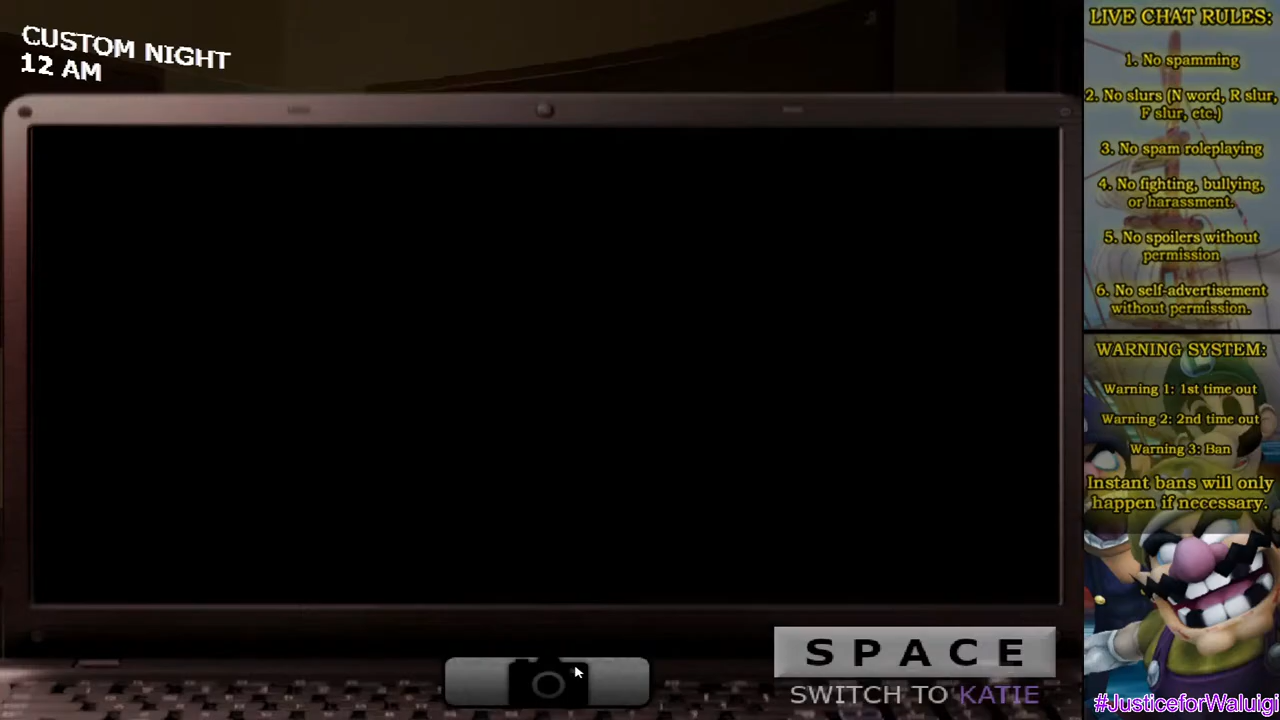 CUSTOM NIGHT
12 AM
SPACE
SWITCH TO KATIE
LIVE CHAT RULES:
1. No spamming
2. No slurs (N word, R slur,
F slur, etc.)
3. No spam roleplaying
4. No fighting, bullying,
or harassment.
5. No spoilers without
permission
6. No self-advertisement
without permission.
WARNING SYSTEM:
Warning 1: 1st time out
Warning 2: 2nd time out
Warning 3: Ban
Instant bans will only
happen if necessary.
#JusticeforWaluigi